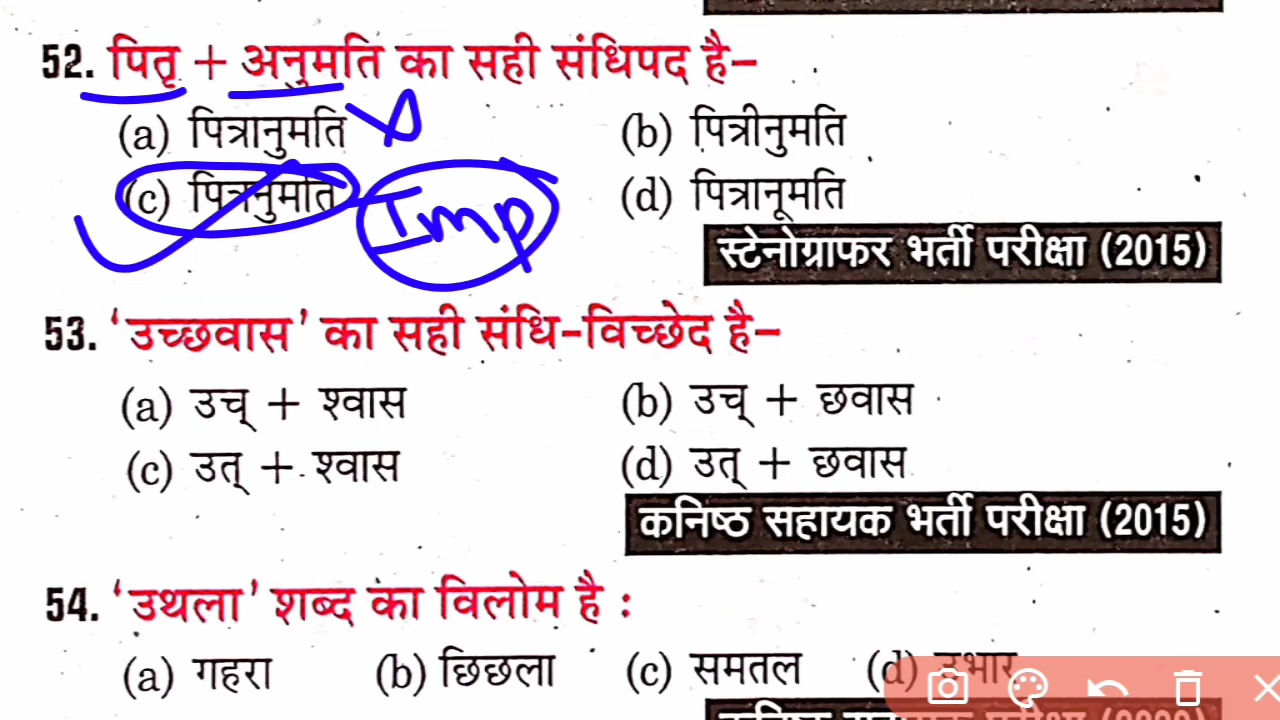 52. पितृ + अनुमति का सही संधिपद है–
(a) पित्रानुमति (b) पित्रीनुमति
(c) पित्रनुमति Imp (d) पित्रानूमति
स्टेनोग्राफर भर्ती परीक्षा (2015)
53. ‘उच्छवास’ का सही संधि-विच्छेद है–
(a) उच् + श्वास (b) उच् + छवास
(c) उत् + श्वास (d) उत् + छवास
कनिष्ठ सहायक भर्ती परीक्षा (2015)
54. ‘उथला’ शब्द का विलोम है :
(a) गहरा (b) छिछला (c) समतल (d) उभार